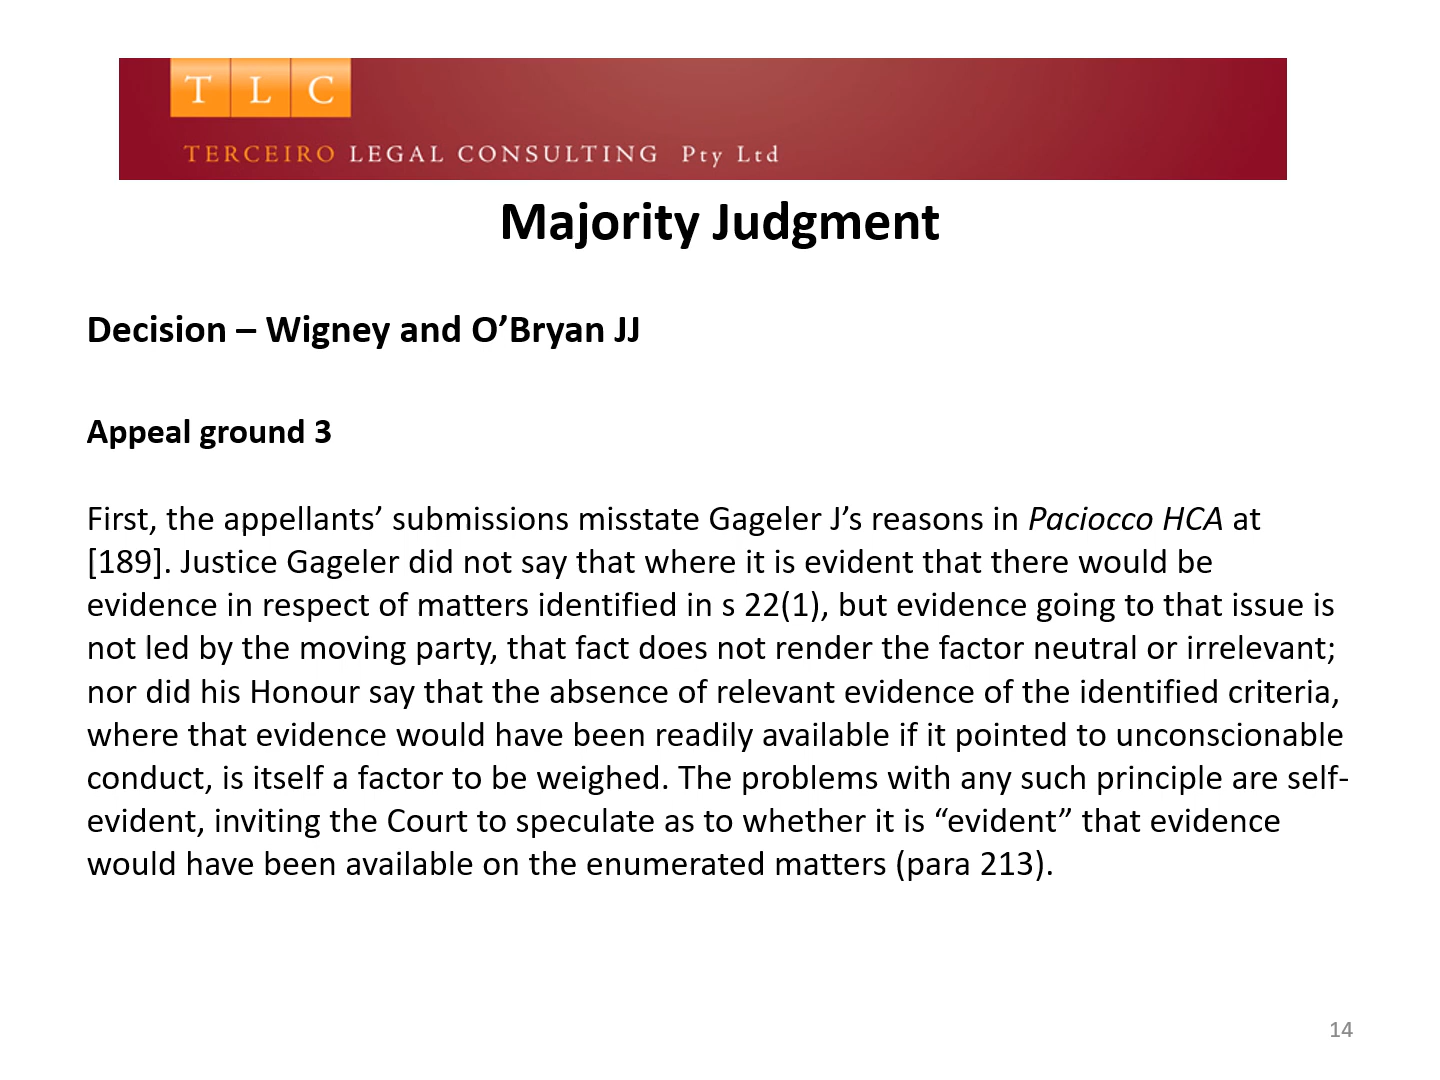 T L C
TERCEIRO LEGAL CONSULTING Pty Ltd
Majority Judgment
Decision – Wigney and O’Bryan JJ
Appeal ground 3
First, the appellants’ submissions misstate Gageler J’s reasons in Paciocco HCA at
[189]. Justice Gageler did not say that where it is evident that there would be
evidence in respect of matters identified in s 22(1), but evidence going to that issue is
not led by the moving party, that fact does not render the factor neutral or irrelevant;
nor did his Honour say that the absence of relevant evidence of the identified criteria,
where that evidence would have been readily available if it pointed to unconscionable
conduct, is itself a factor to be weighed. The problems with any such principle are self-
evident, inviting the Court to speculate as to whether it is “evident” that evidence
would have been available on the enumerated matters (para 213).
14